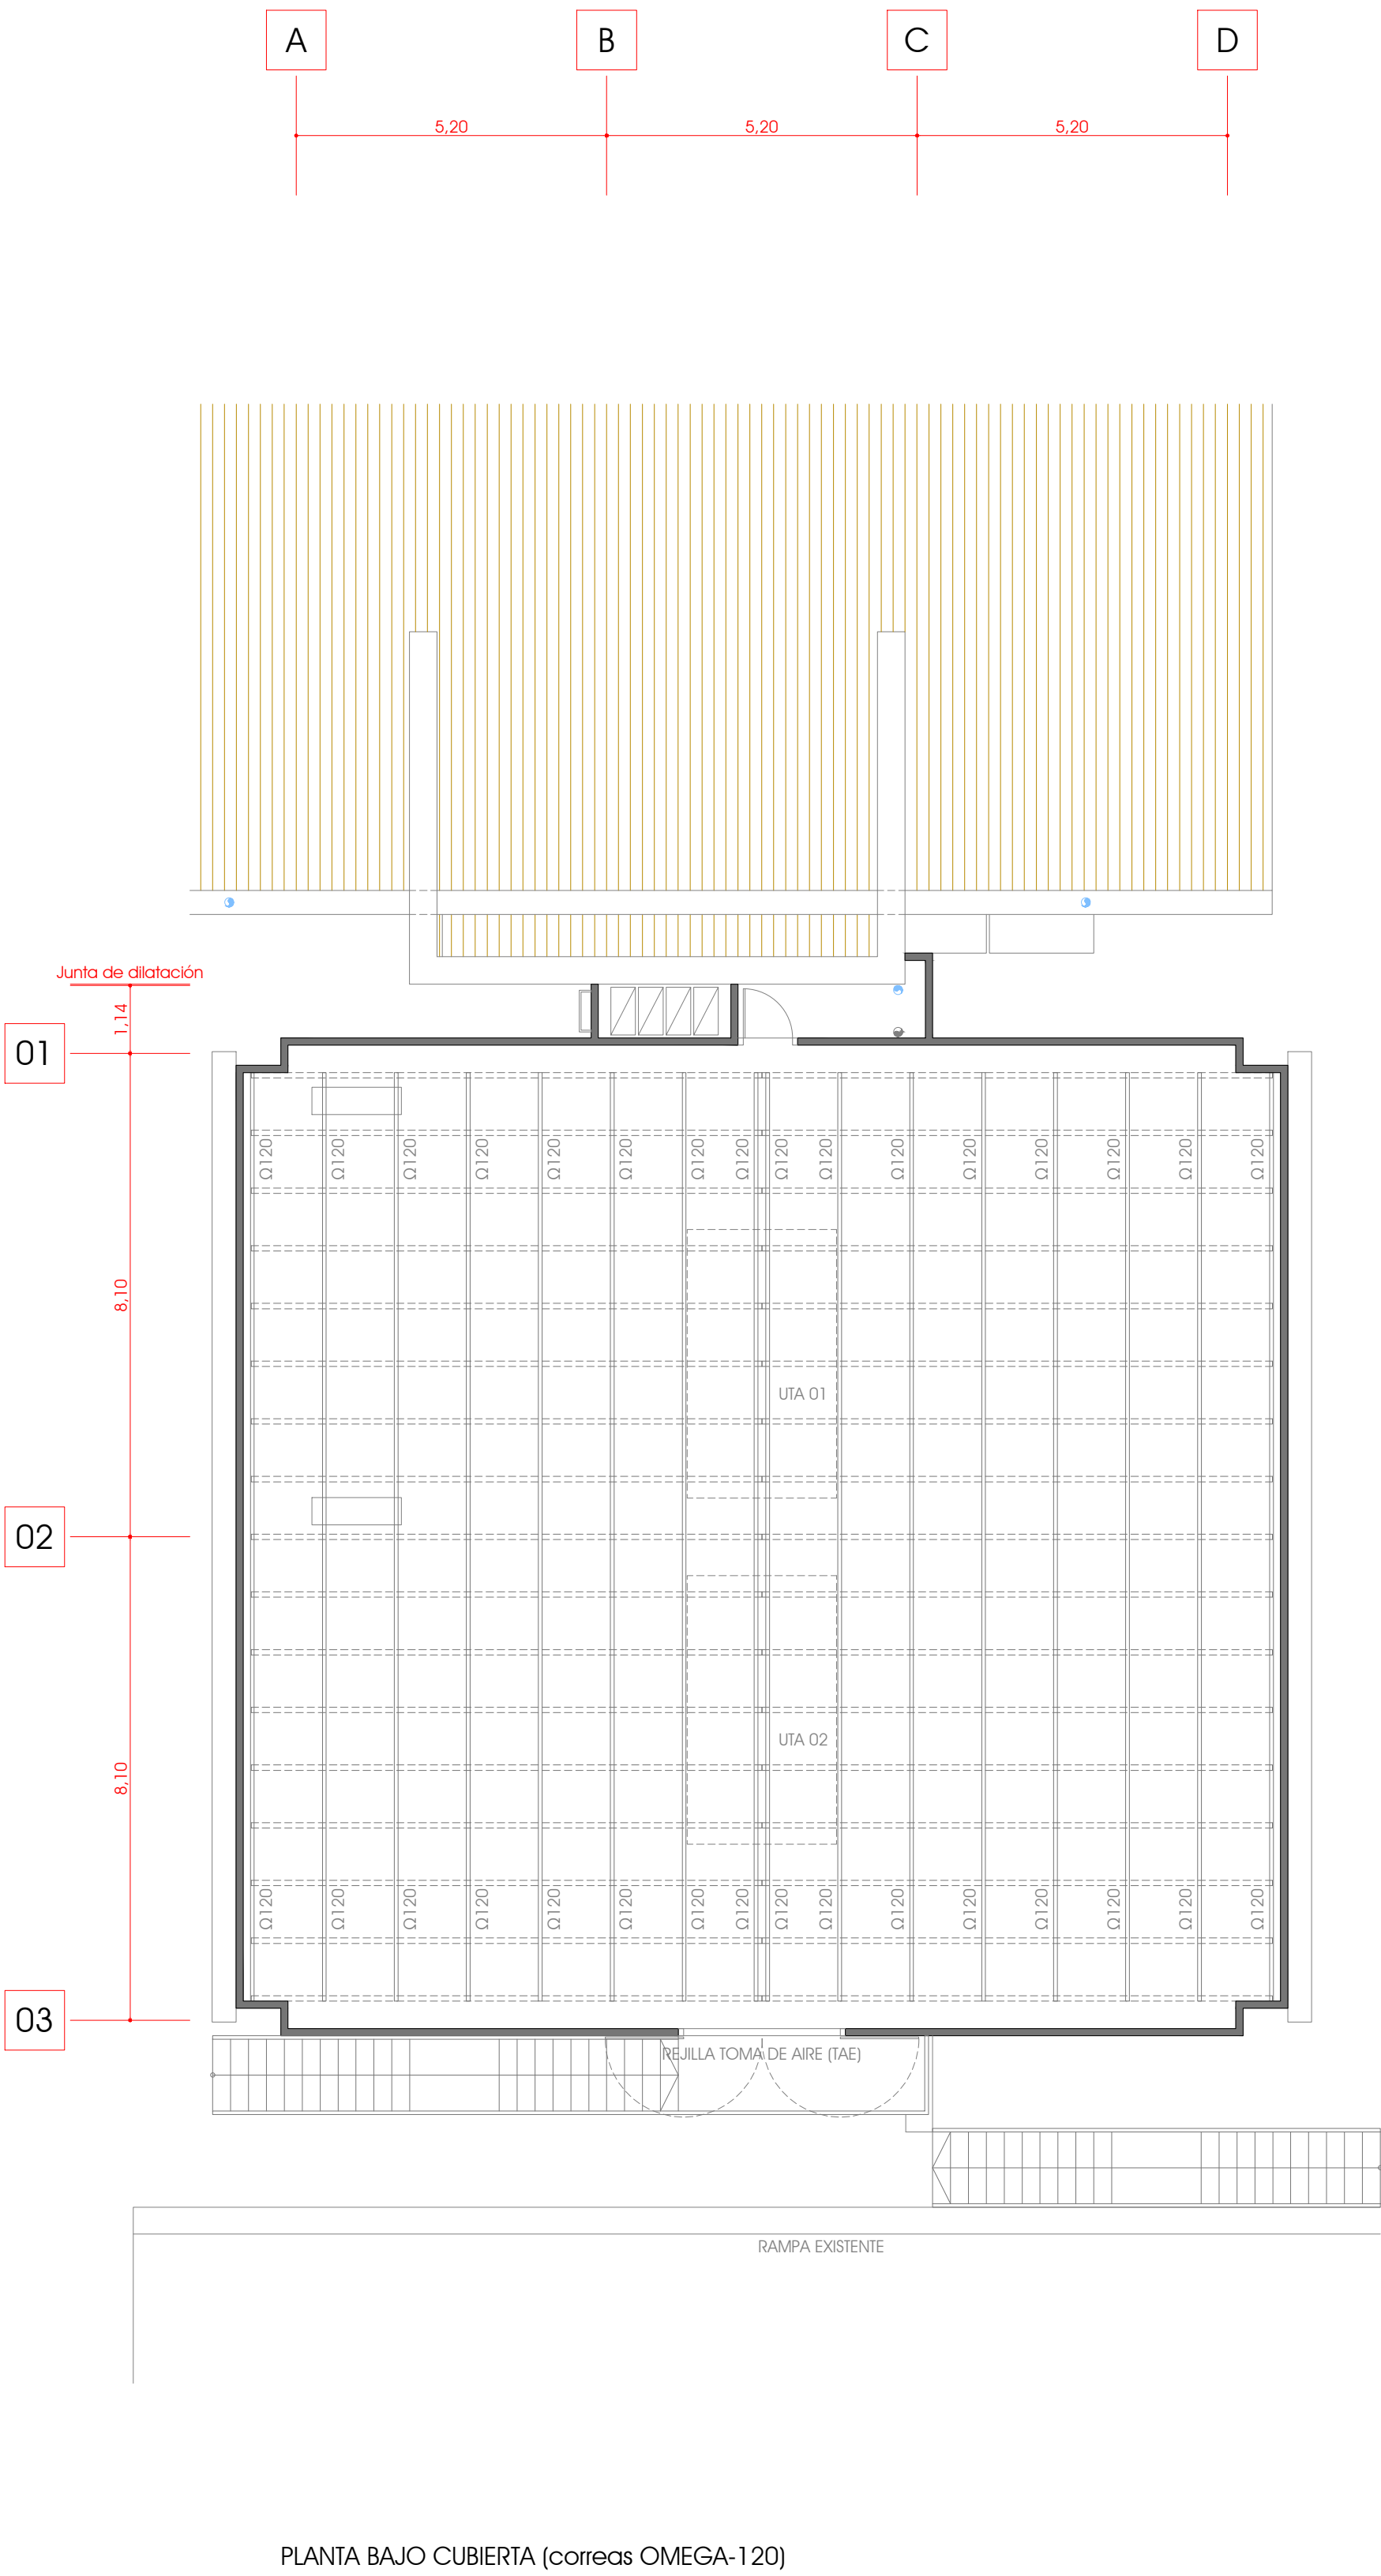 A B C D
5,20 5,20 5,20
Junta de dilatación
1,14
01
Ω120 Ω120 Ω120 Ω120 Ω120 Ω120 Ω120 Ω120 Ω120 Ω120 Ω120 Ω120 Ω120 Ω120 Ω120 Ω120
8,10
UTA 01
02
UTA 02
8,10
Ω120 Ω120 Ω120 Ω120 Ω120 Ω120 Ω120 Ω120 Ω120 Ω120 Ω120 Ω120 Ω120 Ω120 Ω120 Ω120
03
REJILLA TOMA DE AIRE (TAE)
RAMPA EXISTENTE
PLANTA BAJO CUBIERTA (correas OMEGA-120)